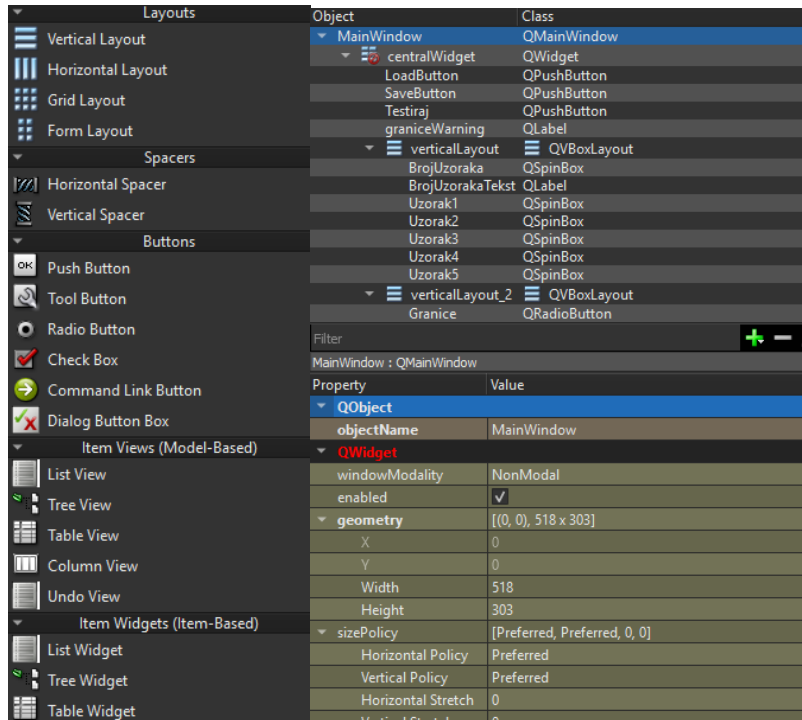 Layouts
Vertical Layout
Horizontal Layout
Grid Layout
Form Layout
Spacers
Horizontal Spacer
Vertical Spacer
Buttons
OK Push Button
Tool Button
Radio Button
Check Box
Command Link Button
Dialog Button Box
Item Views (Model-Based)
List View
Tree View
Table View
Column View
Undo View
Item Widgets (Item-Based)
List Widget
Tree Widget
Table Widget
Object Class
MainWindow QMainWindow
centralWidget QWidget
LoadButton QPushButton
SaveButton QPushButton
Testiraj QPushButton
graniceWarning QLabel
verticalLayout QVBoxLayout
BrojUzoraka QSpinBox
BrojUzorakaTekst QLabel
Uzorak1 QSpinBox
Uzorak2 QSpinBox
Uzorak3 QSpinBox
Uzorak4 QSpinBox
Uzorak5 QSpinBox
verticalLayout_2 QVBoxLayout
Granice QRadioButton
Filter
MainWindow : QMainWindow
Property Value
QObject
objectName MainWindow
QWidget
windowModality NonModal
enabled
geometry [(0, 0), 518 x 303]
X 0
Y 0
Width 518
Height 303
sizePolicy [Preferred, Preferred, 0, 0]
Horizontal Policy Preferred
Vertical Policy Preferred
Horizontal Stretch 0